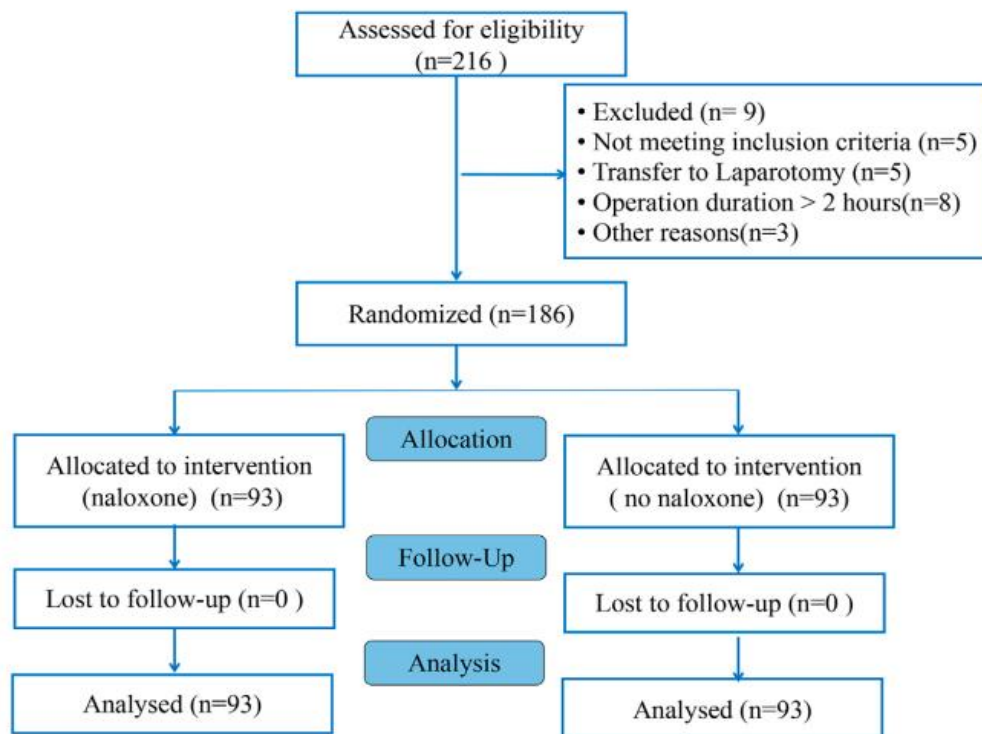 Assessed for eligibility
(n=216 )
• Excluded (n= 9)
• Not meeting inclusion criteria (n=5)
• Transfer to Laparotomy (n=5)
• Operation duration > 2 hours(n=8)
• Other reasons(n=3)
Randomized (n=186)
Allocation
Allocated to intervention
(naloxone)  (n=93)
Allocated to intervention
( no naloxone)  (n=93)
Follow-Up
Lost to follow-up (n=0 )
Lost to follow-up (n=0 )
Analysis
Analysed (n=93)
Analysed (n=93)